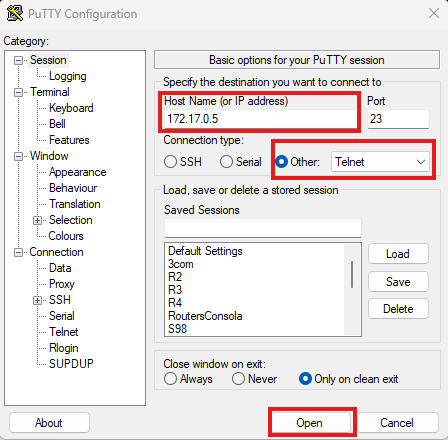 PuTTY Configuration
Category:
Session
Logging
Terminal
Keyboard
Bell
Features
Window
Appearance
Behaviour
Translation
Selection
Colours
Connection
Data
Proxy
SSH
Serial
Telnet
Rlogin
SUPDUP
Basic options for your PuTTY session
Specify the destination you want to connect to
Host Name (or IP address) Port
172.17.0.5 23
Connection type:
SSH Serial Other: Telnet
Load, save or delete a stored session
Saved Sessions
Default Settings
3com
R2
R3
R4
RoutersConsola
S98
Load
Save
Delete
Close window on exit:
Always Never Only on clean exit
About Open Cancel